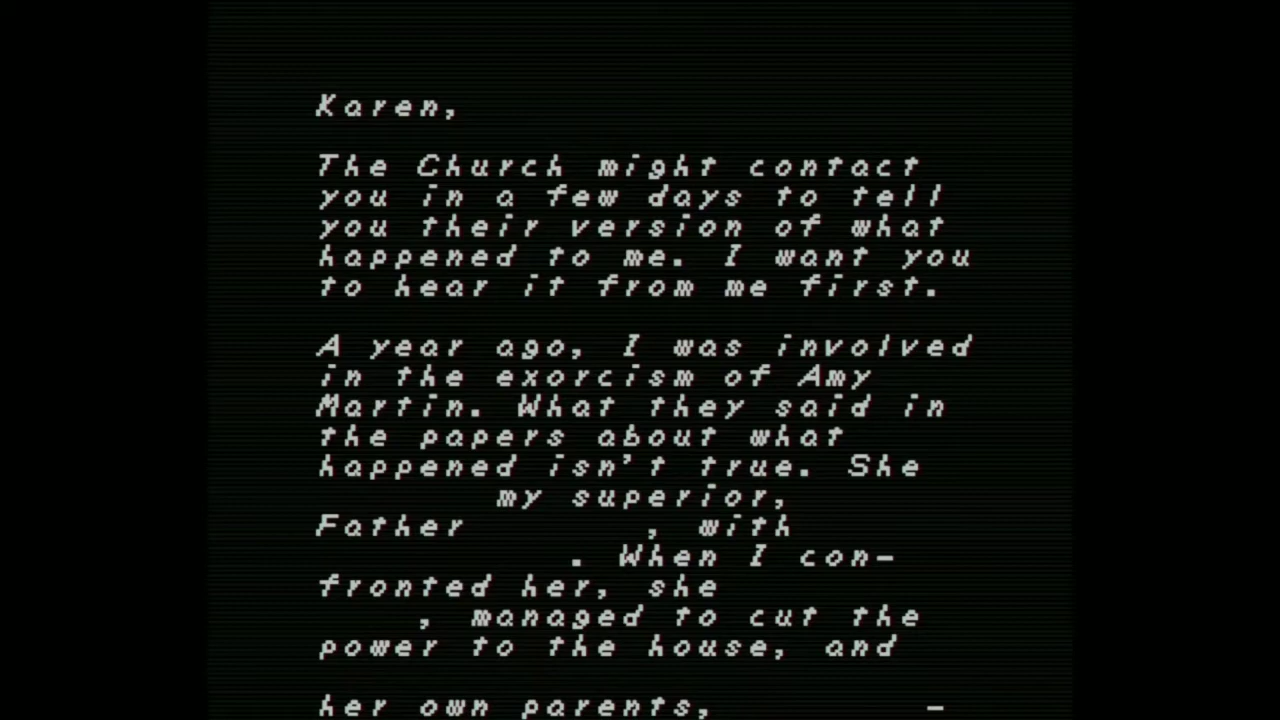 Karen,
The Church might contact
you in a few days to tell
you their version of what
happened to me. I want you
to hear it from me first.
A year ago, I was involved
in the exorcism of Amy
Martin. What they said in
the papers about what
happened isn't true. She
my superior,
Father , with
. When I con-
fronted her, she
, managed to cut the
power to the house, and
her own parents, -